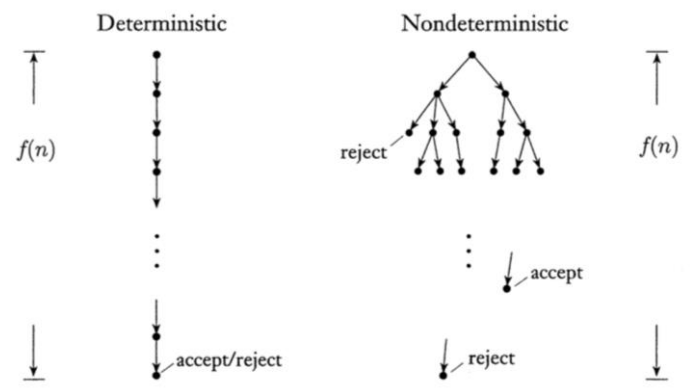 Deterministic
Nondeterministic
f(n)
reject
f(n)
accept
accept/reject
reject